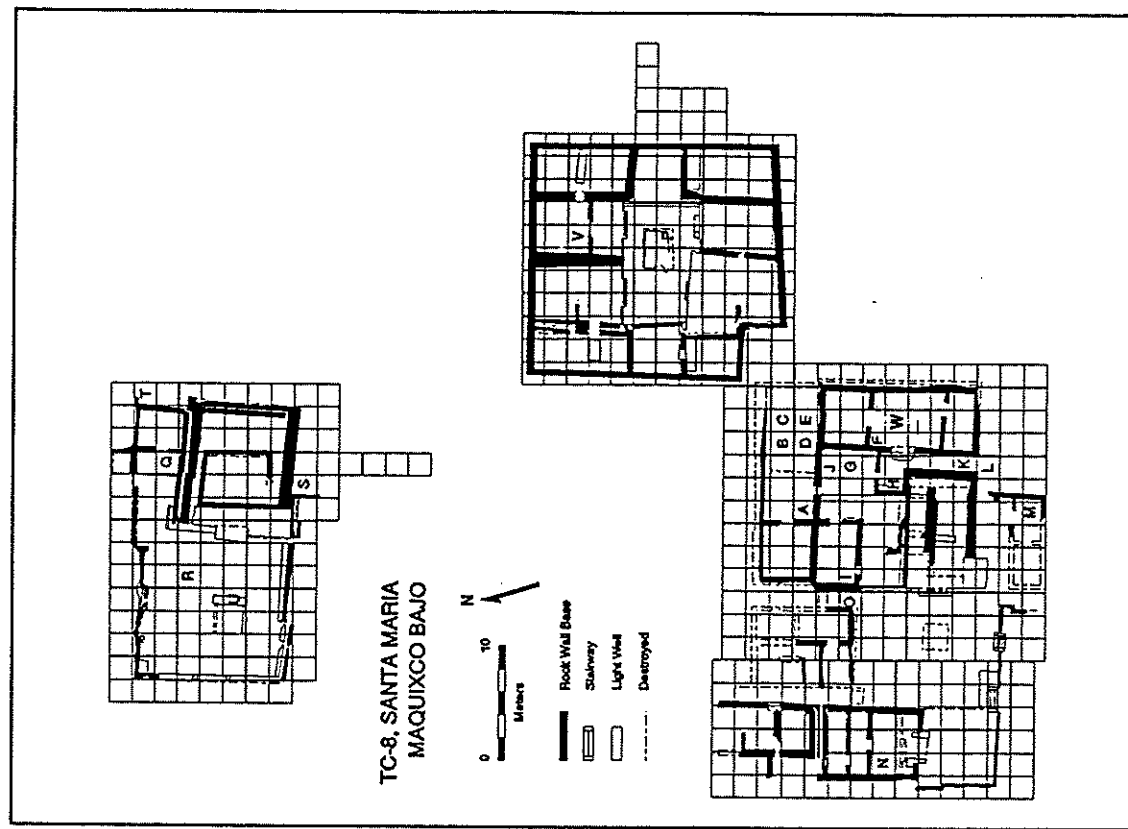 TC-8, SANTA MARIA
MAQUIXCO BAJO
N
0 10
Meters
Rock Wall Base
Stairway
Light Well
Destroyed
T
Q
S
R
V
P
B C
D E
A J G F W
H K L
I
O
M
N